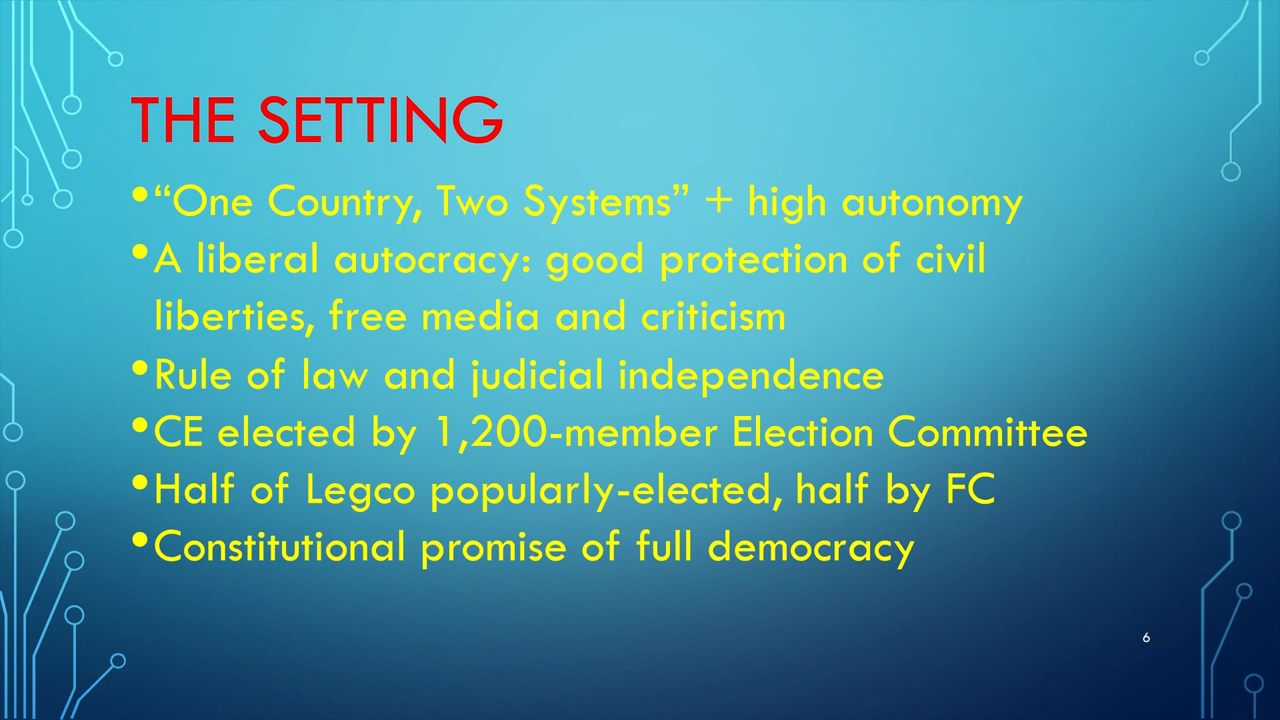 THE SETTING
•“One Country, Two Systems” + high autonomy
•A liberal autocracy: good protection of civil
liberties, free media and criticism
•Rule of law and judicial independence
•CE elected by 1,200-member Election Committee
•Half of Legco popularly-elected, half by FC
•Constitutional promise of full democracy
6